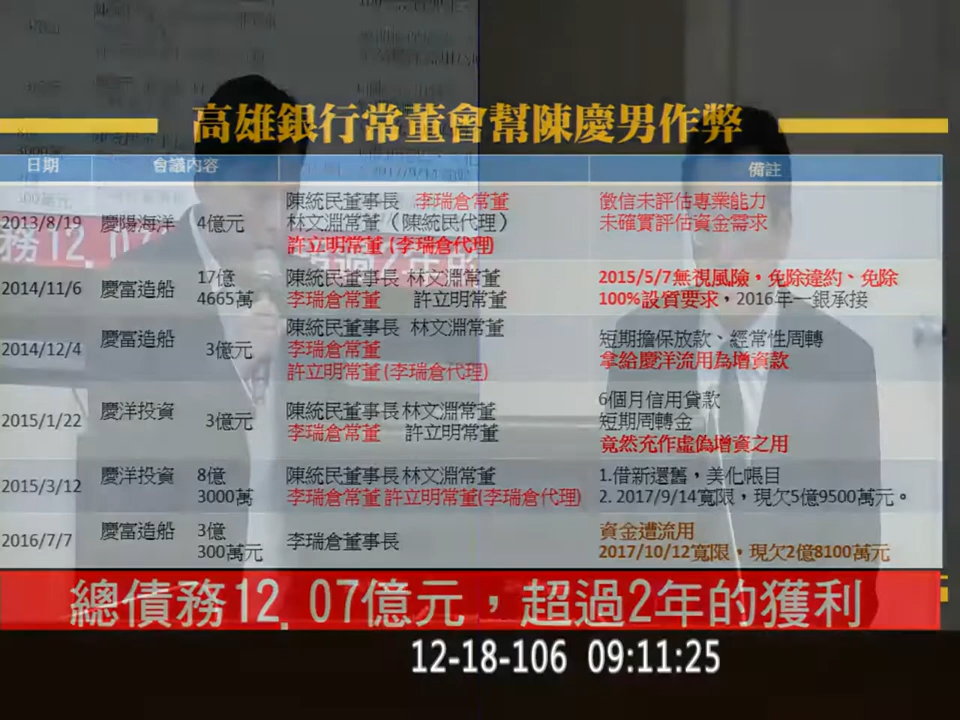 高雄銀行常董會幫陳慶男作弊
日期 會議內容 備註
2013/8/19 慶陽海洋 4億元
陳統民董事長 李瑞倉常董
林文淵常董（陳統民代理）
許立明常董(李瑞倉代理)
徵信未評估專業能力
未確實評估資金需求
2014/11/6 慶富造船
17億
4665萬
陳統民董事長 林文淵常董
李瑞倉常董 許立明常董
2015/5/7無視風險，免除違約、免除
100%設質要求，2016年一銀承接
2014/12/4 慶富造船 3億元
陳統民董事長 林文淵常董
李瑞倉常董
許立明常董(李瑞倉代理)
短期擔保放款、經常性周轉
拿給慶洋流用為增資款
2015/1/22 慶洋投資 3億元
陳統民董事長林文淵常董
李瑞倉常董 許立明常董
6個月信用貸款
短期周轉金
竟然充作虛偽增資之用
2015/3/12 慶洋投資
8億
3000萬
陳統民董事長林文淵常董
李瑞倉常董許立明常董(李瑞倉代理)
1.借新還舊，美化帳目
2. 2017/9/14寬限，現欠5億9500萬元。
2016/7/7 慶富造船
3億
300萬元
李瑞倉董事長
資金遭流用
2017/10/12寬限，現欠2億8100萬元
總債務12. 07億元，超過2年的獲利
12-18-106 09:11:25